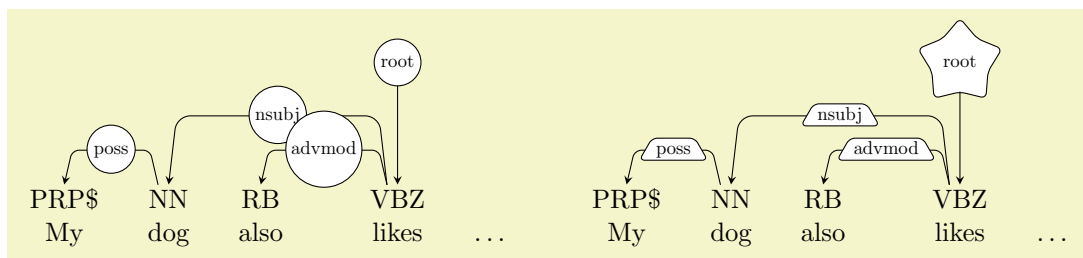 root root
nsubj nsubj
poss advmod poss advmod
PRP$ NN RB VBZ PRP$ NN RB VBZ
My dog also likes ... My dog also likes ...